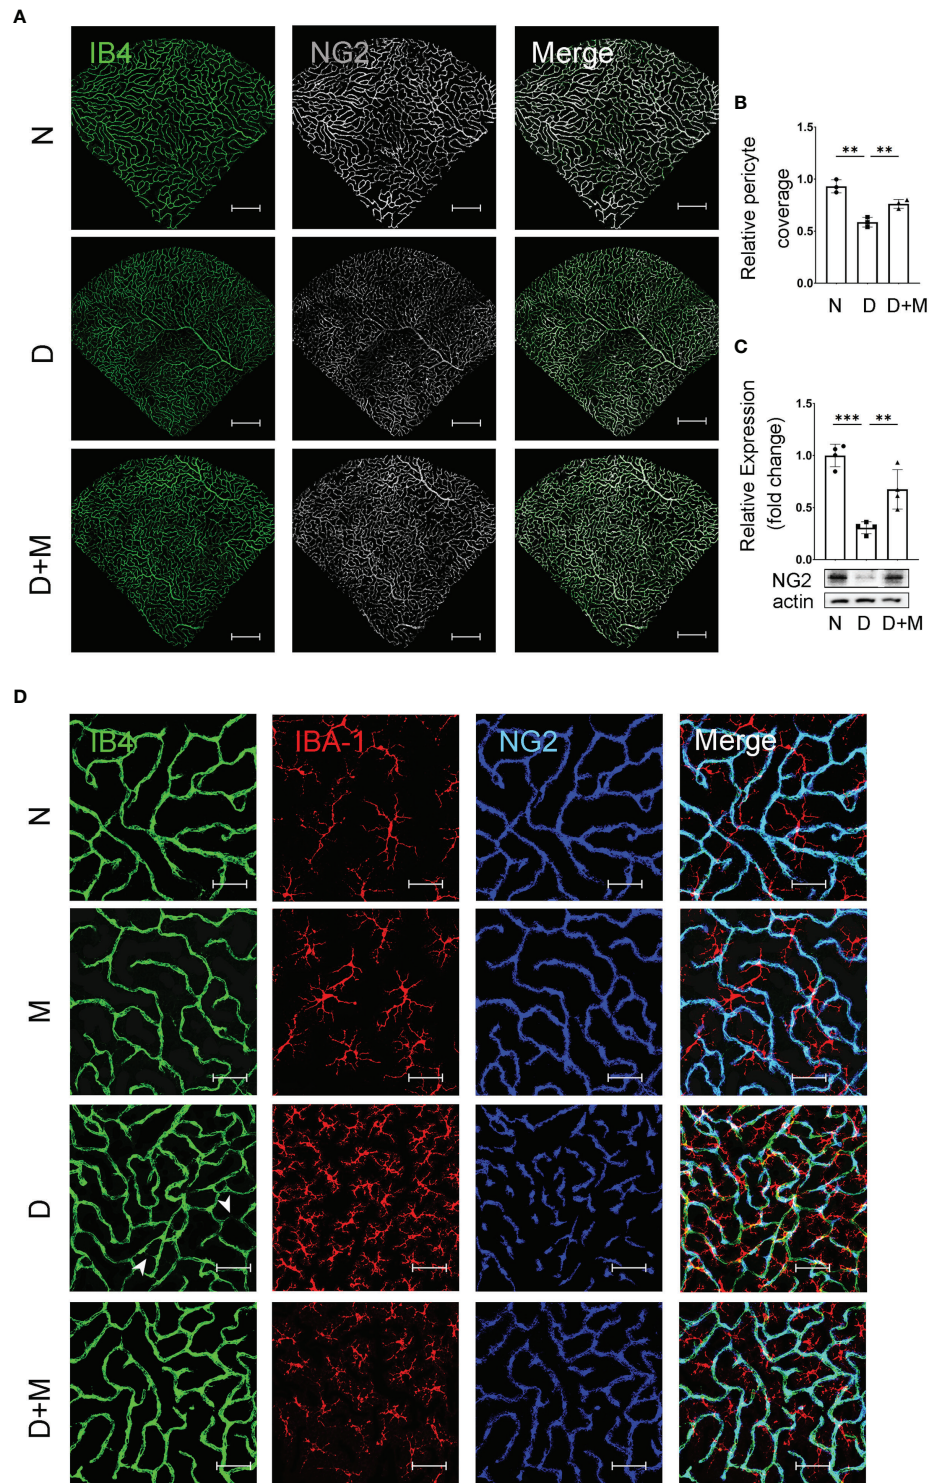 A
IB4 NG2 Merge
N
D
D+M
B
Relative pericyte
coverage
1.5
1.0
0.5
0.0
** **
N D D+M
C
Relative Expression
(fold change)
1.5
1.0
0.5
0.0
*** **
NG2
actin
N D D+M
D
IB4 IBA-1 NG2 Merge
N
M
D
D+M